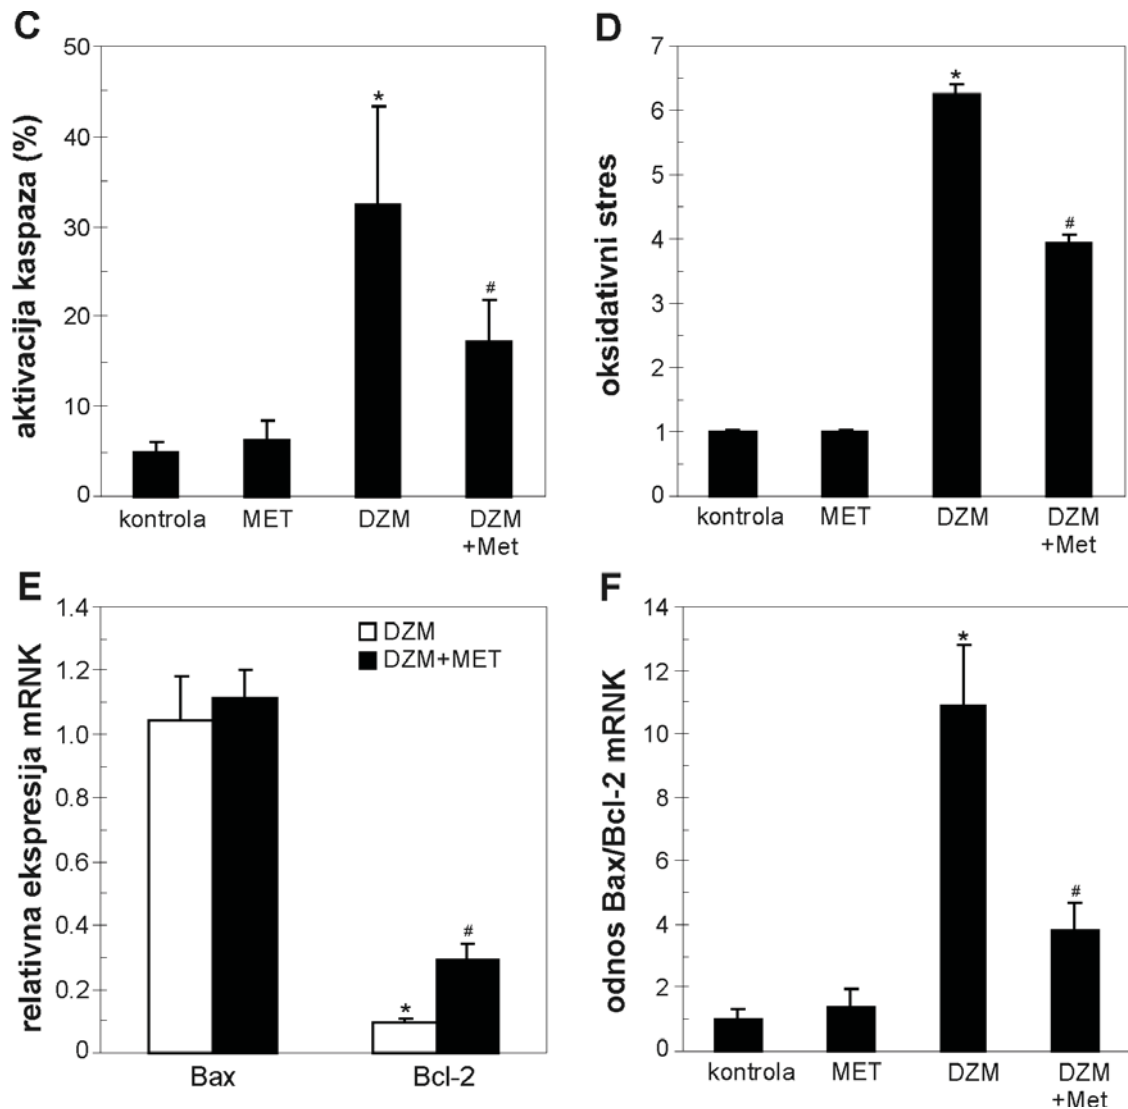 C
aktivacija kaspaza (%)
50
40
30
20
10
0
*
#
kontrola
MET
DZM
DZM
+Met
D
oksidativni stres
7
6
5
4
3
2
1
0
*
#
kontrola
MET
DZM
DZM
+Met
E
relativna ekspresija mRNK
1.4
1.2
1.0
0.8
0.6
0.4
0.2
0
DZM
DZM+MET
*
#
Bax
Bcl-2
F
odnos Bax/Bcl-2 mRNK
14
12
10
8
6
4
2
0
*
#
kontrola
MET
DZM
DZM
+Met